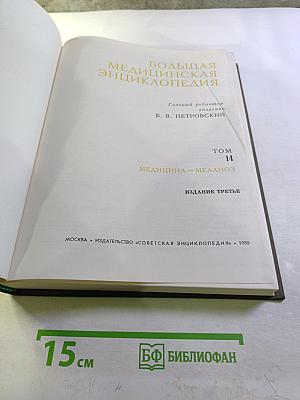 БОЛЬШАЯ
МЕДИЦИНСКАЯ
ЭНЦИКЛОПЕДИЯ
Главный редактор
академик
Б. В. ПЕТРОВСКИЙ
ТОМ
14
МЕДИЦИНА — МЕЛАНОЗ
ИЗДАНИЕ ТРЕТЬЕ
МОСКВА • ИЗДАТЕЛЬСТВО «СОВЕТСКАЯ ЭНЦИКЛОПЕДИЯ» • 1980
15 см
БФ БИБЛИОФАН